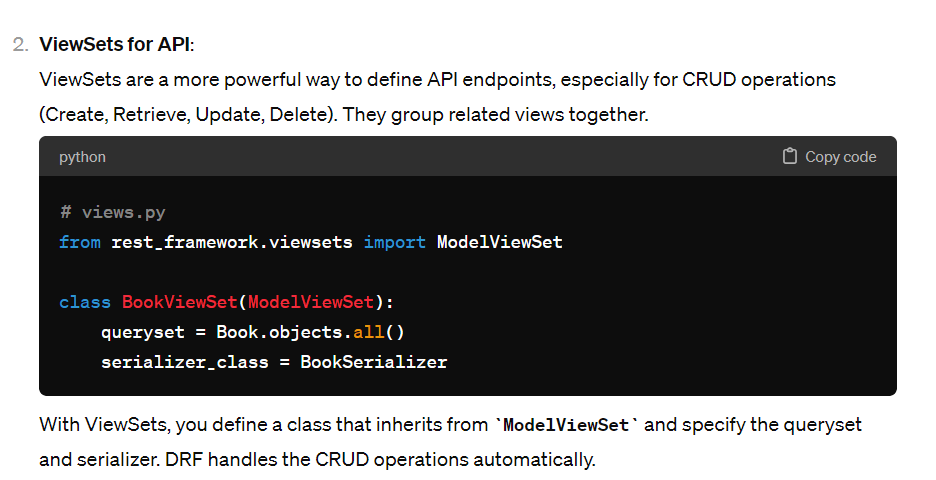 2. ViewSets for API:
ViewSets are a more powerful way to define API endpoints, especially for CRUD operations
(Create, Retrieve, Update, Delete). They group related views together.
python Copy code
# views.py
from rest_framework.viewsets import ModelViewSet
class BookViewSet(ModelViewSet):
    queryset = Book.objects.all()
    serializer_class = BookSerializer
With ViewSets, you define a class that inherits from `ModelViewSet` and specify the queryset
and serializer. DRF handles the CRUD operations automatically.